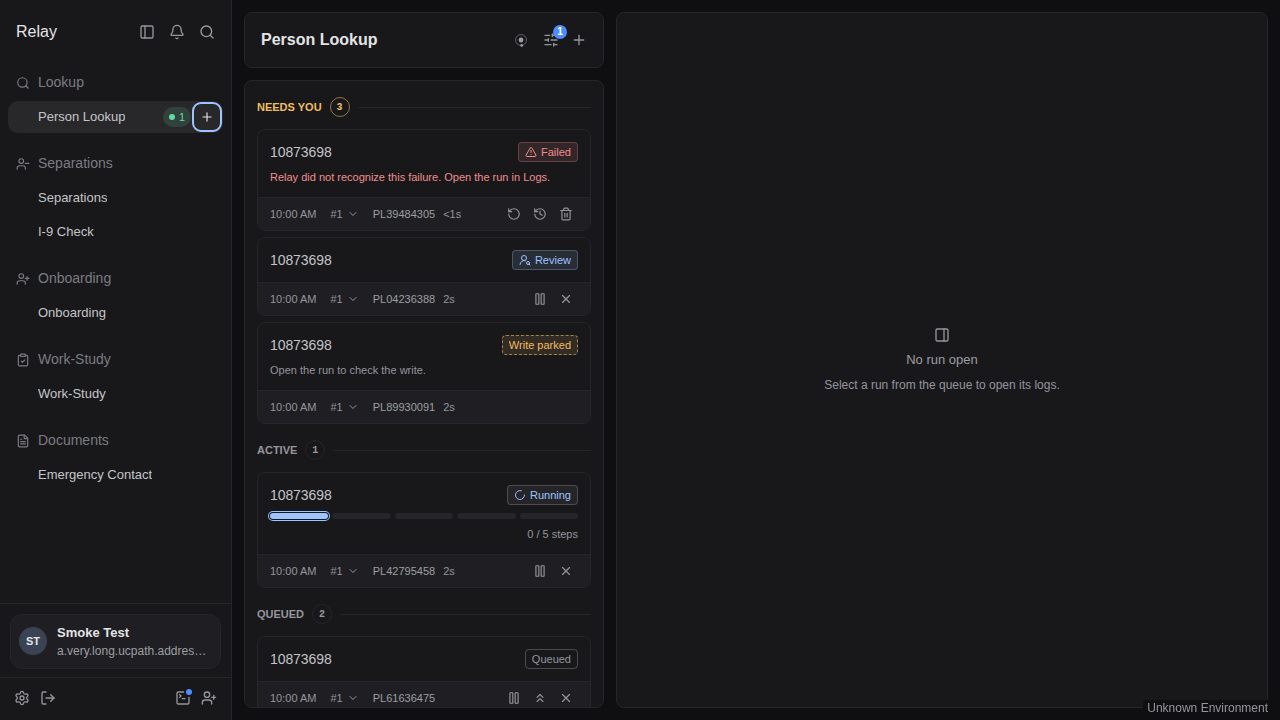 Relay
Lookup
Person Lookup 1
Separations
Separations
I-9 Check
Onboarding
Onboarding
Work-Study
Work-Study
Documents
Emergency Contact
ST
Smoke Test
a.very.long.ucpath.addres…
Person Lookup
1
NEEDS YOU 3
10873698 Failed
Relay did not recognize this failure. Open the run in Logs.
10:00 AM #1 PL39484305 <1s
10873698 Review
10:00 AM #1 PL04236388 2s
10873698 Write parked
Open the run to check the write.
10:00 AM #1 PL89930091 2s
ACTIVE 1
10873698 Running
0 / 5 steps
10:00 AM #1 PL42795458 2s
QUEUED 2
10873698 Queued
10:00 AM #1 PL61636475
No run open
Select a run from the queue to open its logs.
Unknown Environment